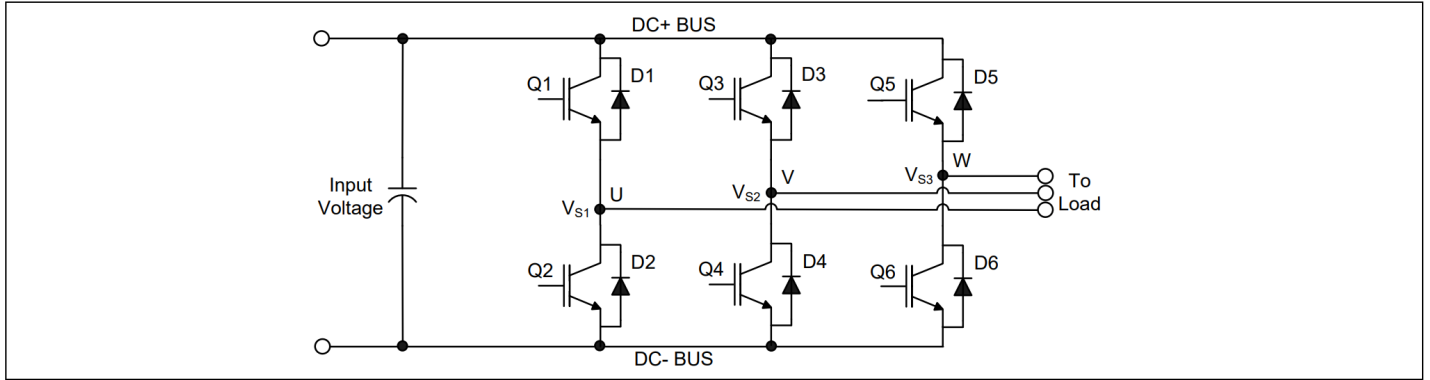 DC+ BUS
Q1
D1
Q3
D3
Q5
D5
Input
Voltage
VS1
U
VS2
V
VS3
W
To
Load
Q2
D2
Q4
D4
Q6
D6
DC- BUS